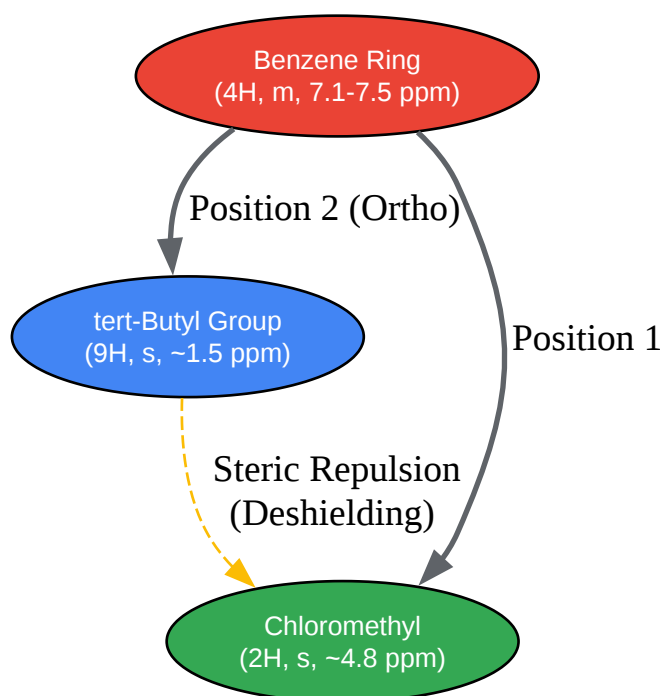 Benzene Ring
(4H, m, 7.1-7.5 ppm)
Position 2 (Ortho)
tert-Butyl Group
(9H, s, ~1.5 ppm)
Position 1
Steric Repulsion
(Deshielding)
Chloromethyl
(2H, s, ~4.8 ppm)